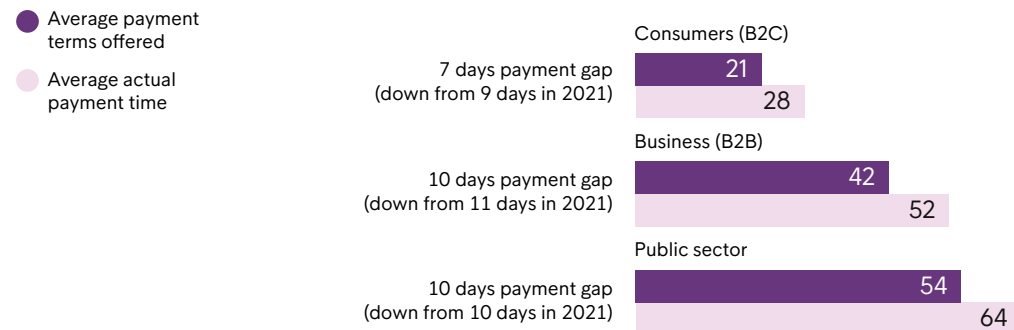 Average payment
terms offered
Average actual
payment time
Consumers (B2C)
7 days payment gap
(down from 9 days in 2021)
21
28
Business (B2B)
10 days payment gap
(down from 11 days in 2021)
42
52
Public sector
10 days payment gap
(down from 10 days in 2021)
54
64